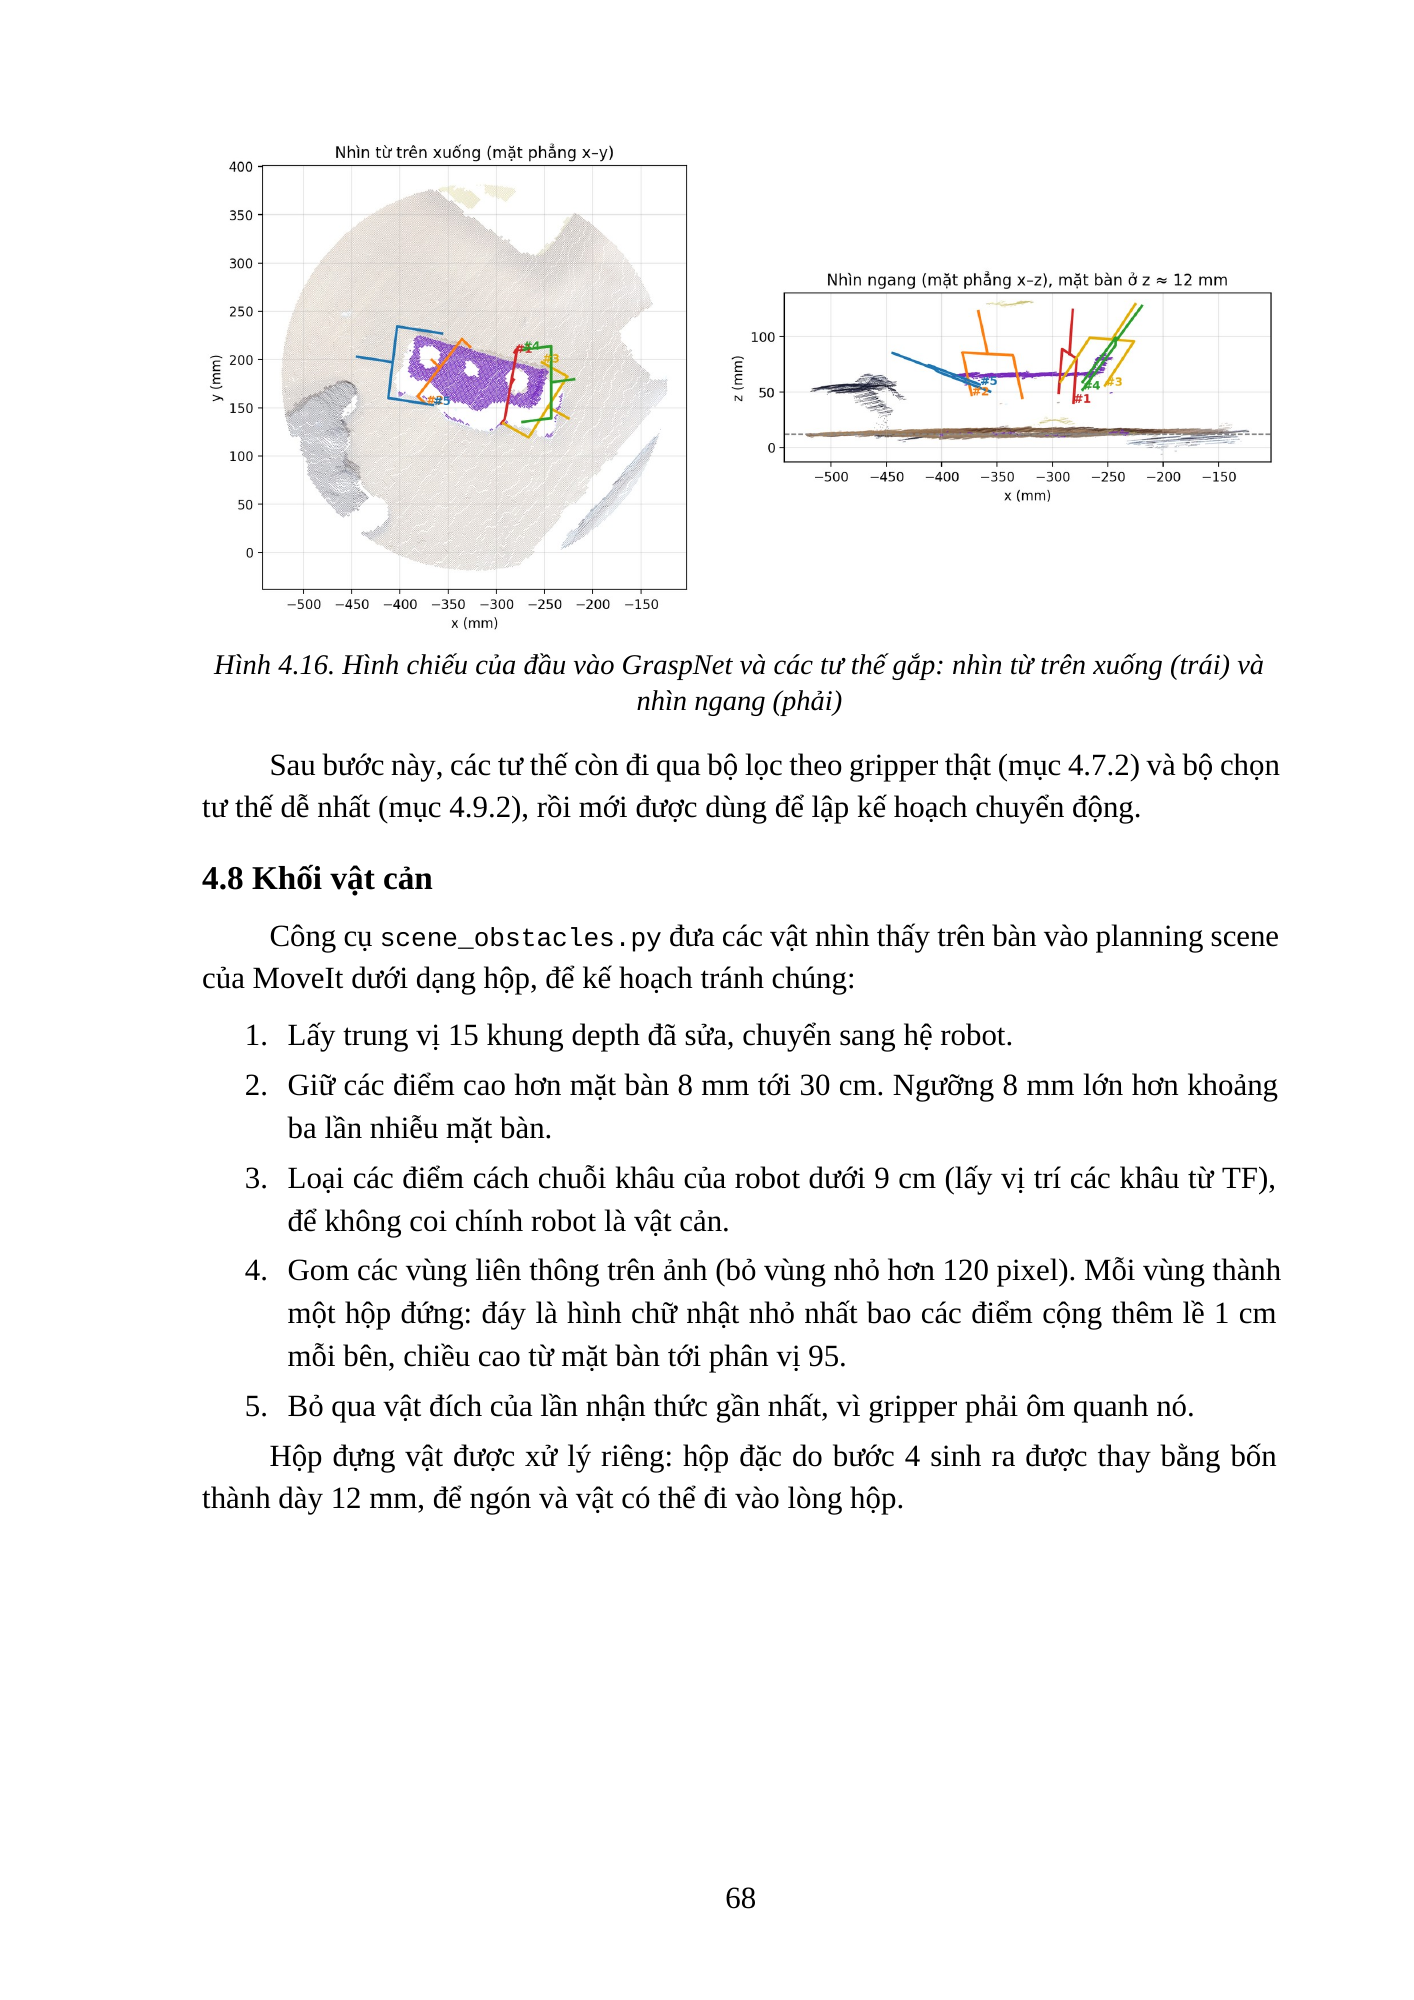 Nhìn từ trên xuống (mặt phẳng x–y)
400
350
300
250
200
150
100
50
0
y (mm)
#1
#4
#3
#5
−500 −450 −400 −350 −300 −250 −200 −150
x (mm)
Nhìn ngang (mặt phẳng x–z), mặt bàn ở z ≈ 12 mm
100
50
0
z (mm)
#5
#2
#1
#4
#3
−500 −450 −400 −350 −300 −250 −200 −150
x (mm)
Hình 4.16. Hình chiếu của đầu vào GraspNet và các tư thế gắp: nhìn từ trên xuống (trái) và
nhìn ngang (phải)
Sau bước này, các tư thế còn đi qua bộ lọc theo gripper thật (mục 4.7.2) và bộ chọn
tư thế dễ nhất (mục 4.9.2), rồi mới được dùng để lập kế hoạch chuyển động.
4.8 Khối vật cản
Công cụ scene_obstacles.py đưa các vật nhìn thấy trên bàn vào planning scene
của MoveIt dưới dạng hộp, để kế hoạch tránh chúng:
1. Lấy trung vị 15 khung depth đã sửa, chuyển sang hệ robot.
2. Giữ các điểm cao hơn mặt bàn 8 mm tới 30 cm. Ngưỡng 8 mm lớn hơn khoảng
ba lần nhiễu mặt bàn.
3. Loại các điểm cách chuỗi khâu của robot dưới 9 cm (lấy vị trí các khâu từ TF),
để không coi chính robot là vật cản.
4. Gom các vùng liên thông trên ảnh (bỏ vùng nhỏ hơn 120 pixel). Mỗi vùng thành
một hộp đứng: đáy là hình chữ nhật nhỏ nhất bao các điểm cộng thêm lề 1 cm
mỗi bên, chiều cao từ mặt bàn tới phân vị 95.
5. Bỏ qua vật đích của lần nhận thức gần nhất, vì gripper phải ôm quanh nó.
Hộp đựng vật được xử lý riêng: hộp đặc do bước 4 sinh ra được thay bằng bốn
thành dày 12 mm, để ngón và vật có thể đi vào lòng hộp.
68